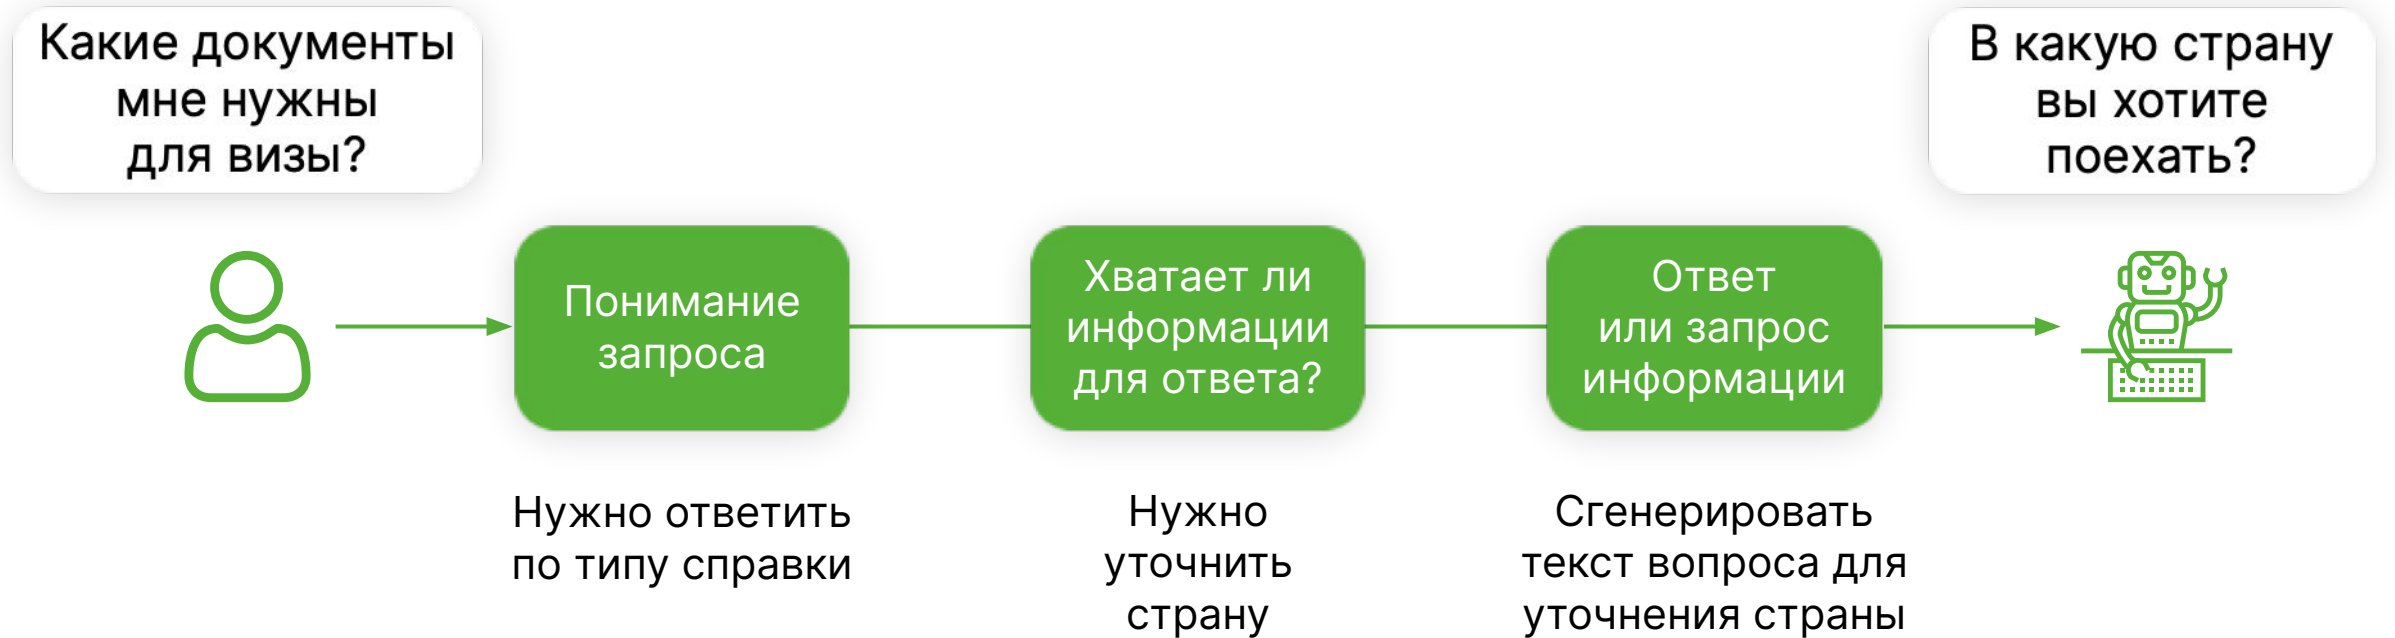 Какие документы
мне нужны
для визы?
В какую страну
вы хотите
поехать?
Понимание
запроса
Хватает ли
информации
для ответа?
Ответ
или запрос
информации
Нужно ответить
по типу справки
Нужно
уточнить
страну
Сгенерировать
текст вопроса для
уточнения страны